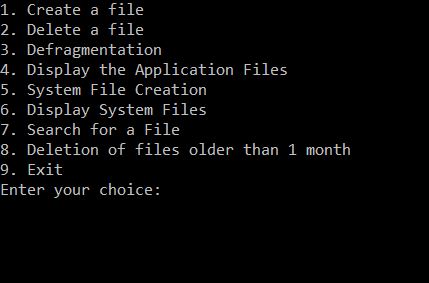 1. Create a file
2. Delete a file
3. Defragmentation
4. Display the Application Files
5. System File Creation
6. Display System Files
7. Search for a File
8. Deletion of files older than 1 month
9. Exit
Enter your choice: